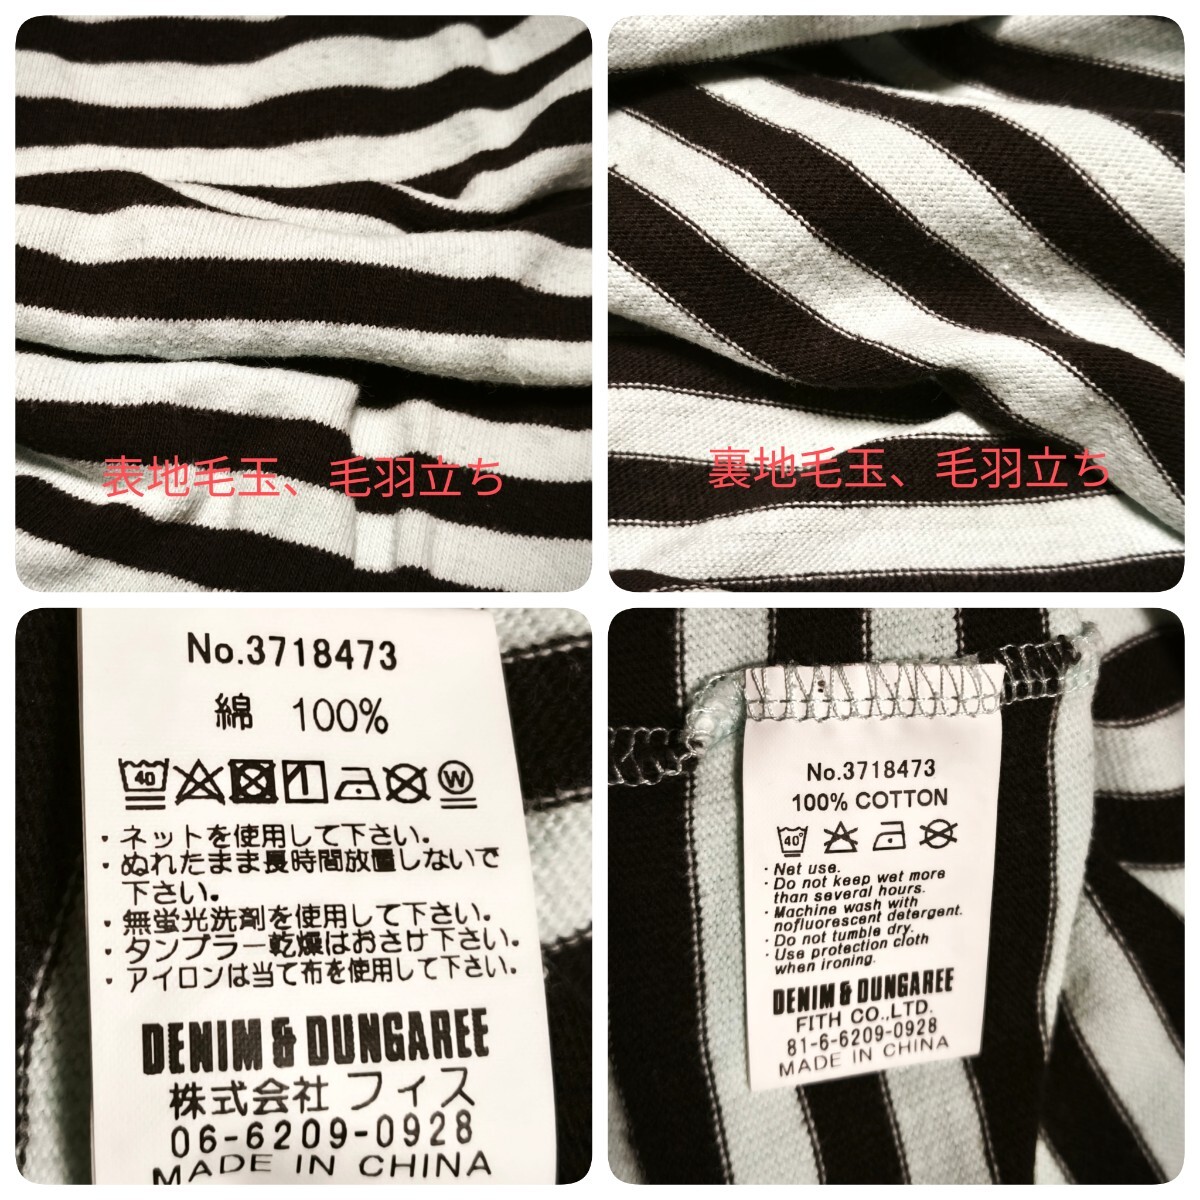 表地毛玉、毛羽立ち
裏地毛玉、毛羽立ち
No.3718473
綿 100%
40
W
・ネットを使用して下さい。
・ぬれたまま長時間放置しないで
下さい。
・無蛍光洗剤を使用して下さい。
・タンブラー乾燥はおさけ下さい。
・アイロンは当て布を使用して下さい。
DENIM & DUNGAREE
株式会社 フィス
06-6209-0928
MADE IN CHINA
No.3718473
100% COTTON
40°
・Net use.
・Do not keep wet more
than several hours.
・Machine wash with
nofluorescent detergent.
・Do not tumble dry.
・Use protection cloth
when ironing.
DENIM & DUNGAREE
FITH CO.,LTD.
81-6-6209-0928
MADE IN CHINA